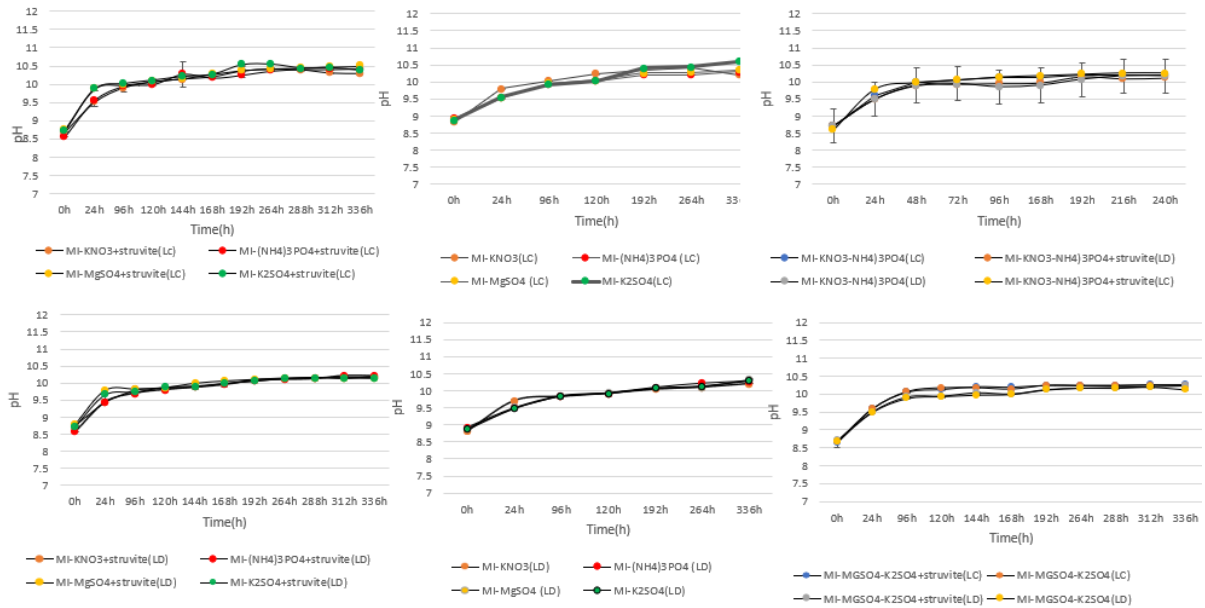 12
11.5
11
10.5
10
9.5
9
8.5
8
7.5
7
pH
0h 24h 96h 120h 144h 168h 192h 264h 288h 312h 336h
Time(h)
MI-KNO3+struvite(LC) MI-(NH4)3PO4+struvite(LC)
MI-MgSO4+struvite(LC) MI-K2SO4+struvite(LC)
12
11.5
11
10.5
10
9.5
9
8.5
8
7.5
7
pH
0h 24h 96h 120h 192h 264h 336h
Time(h)
MI-KNO3(LC) MI-(NH4)3PO4 (LC)
MI-MgSO4 (LC) MI-K2SO4(LC)
12
11.5
11
10.5
10
9.5
9
8.5
8
7.5
7
pH
0h 24h 48h 72h 96h 168h 192h 216h 240h
Time(h)
MI-KNO3-NH4)3PO4(LC) MI-KNO3-NH4)3PO4+struvite(LD)
MI-KNO3-NH4)3PO4(LD) MI-KNO3-NH4)3PO4+struvite(LC)
12
11.5
11
10.5
10
9.5
9
8.5
8
7.5
7
pH
0h 24h 96h 120h 144h 168h 192h 264h 288h 312h 336h
Time(h)
MI-KNO3+struvite(LD) MI-(NH4)3PO4+struvite(LD)
MI-MgSO4+struvite(LD) MI-K2SO4+struvite(LD)
12
11.5
11
10.5
10
9.5
9
8.5
8
7.5
7
pH
0h 24h 96h 120h 192h 264h 336h
Time(h)
MI-KNO3(LD) MI-(NH4)3PO4 (LD)
MI-MgSO4 (LD) MI-K2SO4(LD)
12
11.5
11
10.5
10
9.5
9
8.5
8
7.5
7
pH
0h 24h 96h 120h 144h 168h 192h 264h 288h 312h 336h
Time(h)
MI-MGSO4-K2SO4+struvite(LC) MI-MGSO4-K2SO4(LC)
MI-MGSO4-K2SO4+struvite(LD) MI-MGSO4-K2SO4(LD)